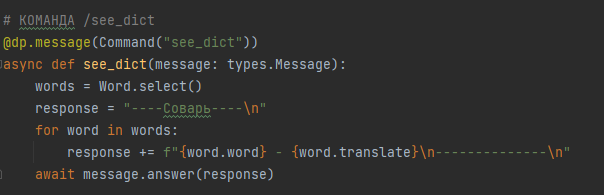 # КОМАНДА /see_dict
@dp.message(Command("see_dict"))
async def see_dict(message: types.Message):
    words = Word.select()
    response = "----Соварь----\n"
    for word in words:
        response += f"{word.word} - {word.translate}\n--------------\n"
    await message.answer(response)